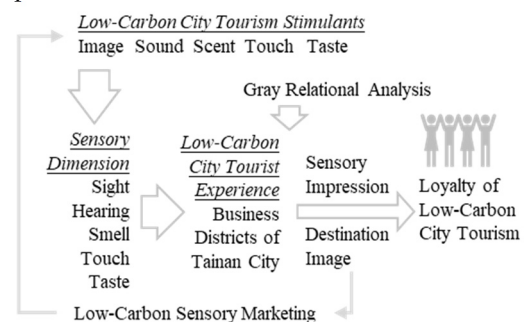 Low-Carbon City Tourism Stimulants
Image Sound Scent Touch Taste
Gray Relational Analysis
Sensory
Dimension
Sight
Hearing
Smell
Touch
Taste
Low-Carbon
City Tourist
Experience
Business
Districts of
Tainan City
Sensory
Impression
Destination
Image
Loyalty of
Low-Carbon
City Tourism
Low-Carbon Sensory Marketing